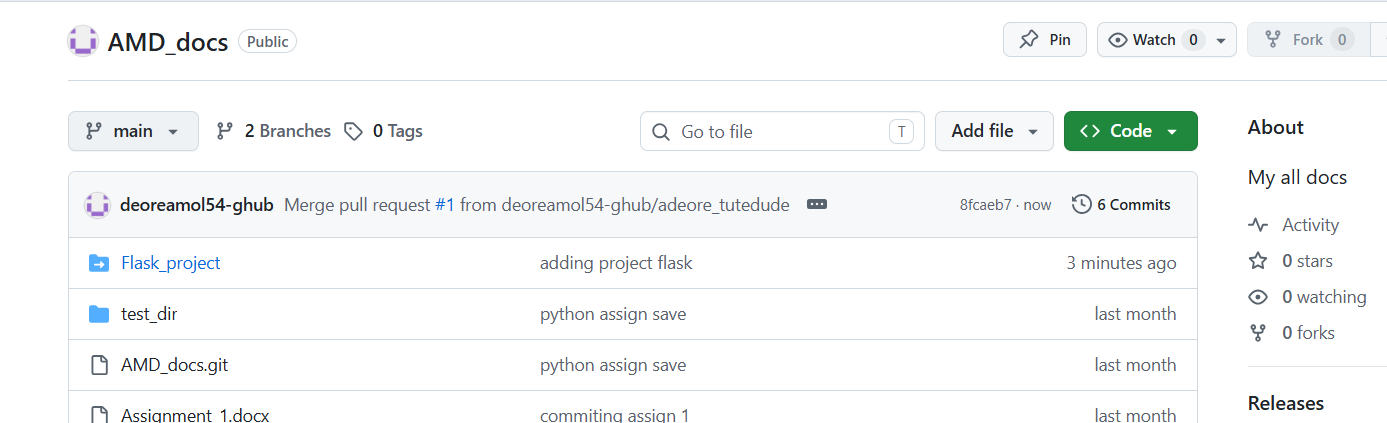 AMD_docs Public Pin Watch 0 Fork 0
main 2 Branches 0 Tags Go to file T Add file Code
deoreamol54-ghub Merge pull request #1 from deoreamol54-ghub/adeore_tutedude 8fcaeb7 · now 6 Commits
Flask_project adding project flask 3 minutes ago
test_dir python assign save last month
AMD_docs.git python assign save last month
Assignment_1.docx commiting assign 1 last month
About
My all docs
Activity
0 stars
0 watching
0 forks
Releases